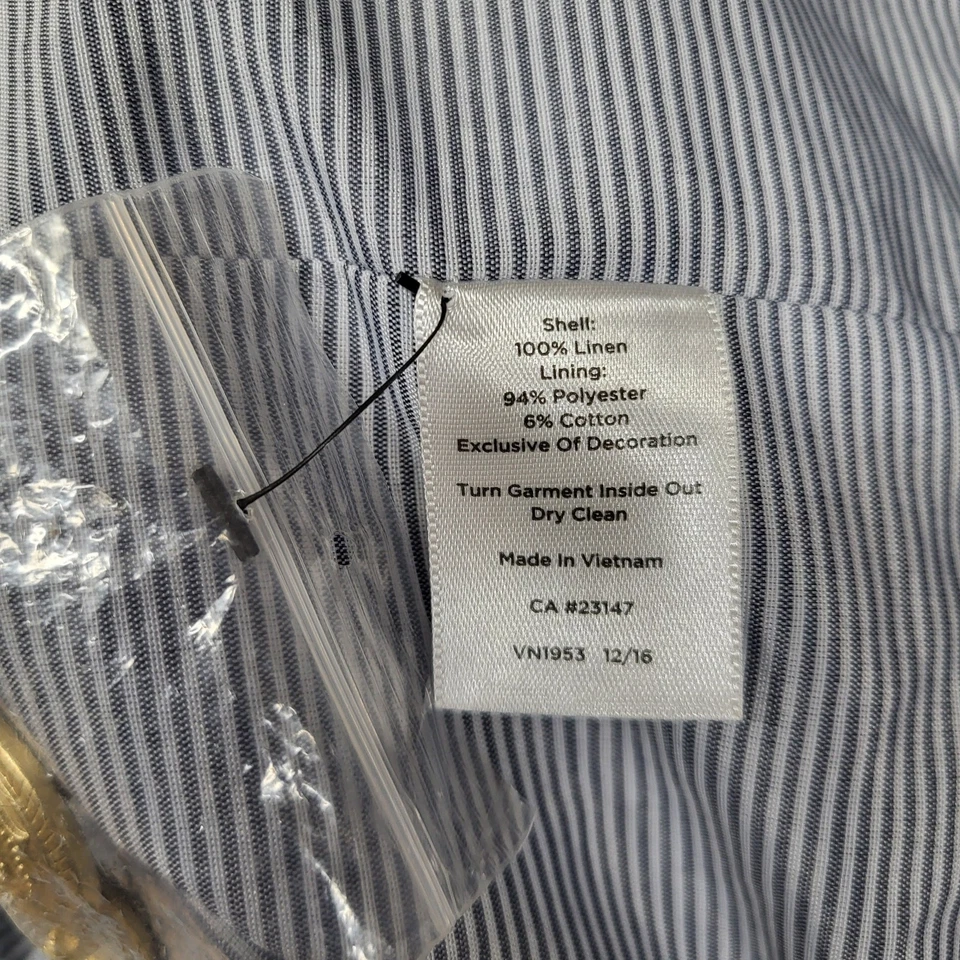 Shell:
100% Linen
Lining:
94% Polyester
6% Cotton
Exclusive Of Decoration
Turn Garment Inside Out
Dry Clean
Made In Vietnam
CA #23147
VN1953 12/16